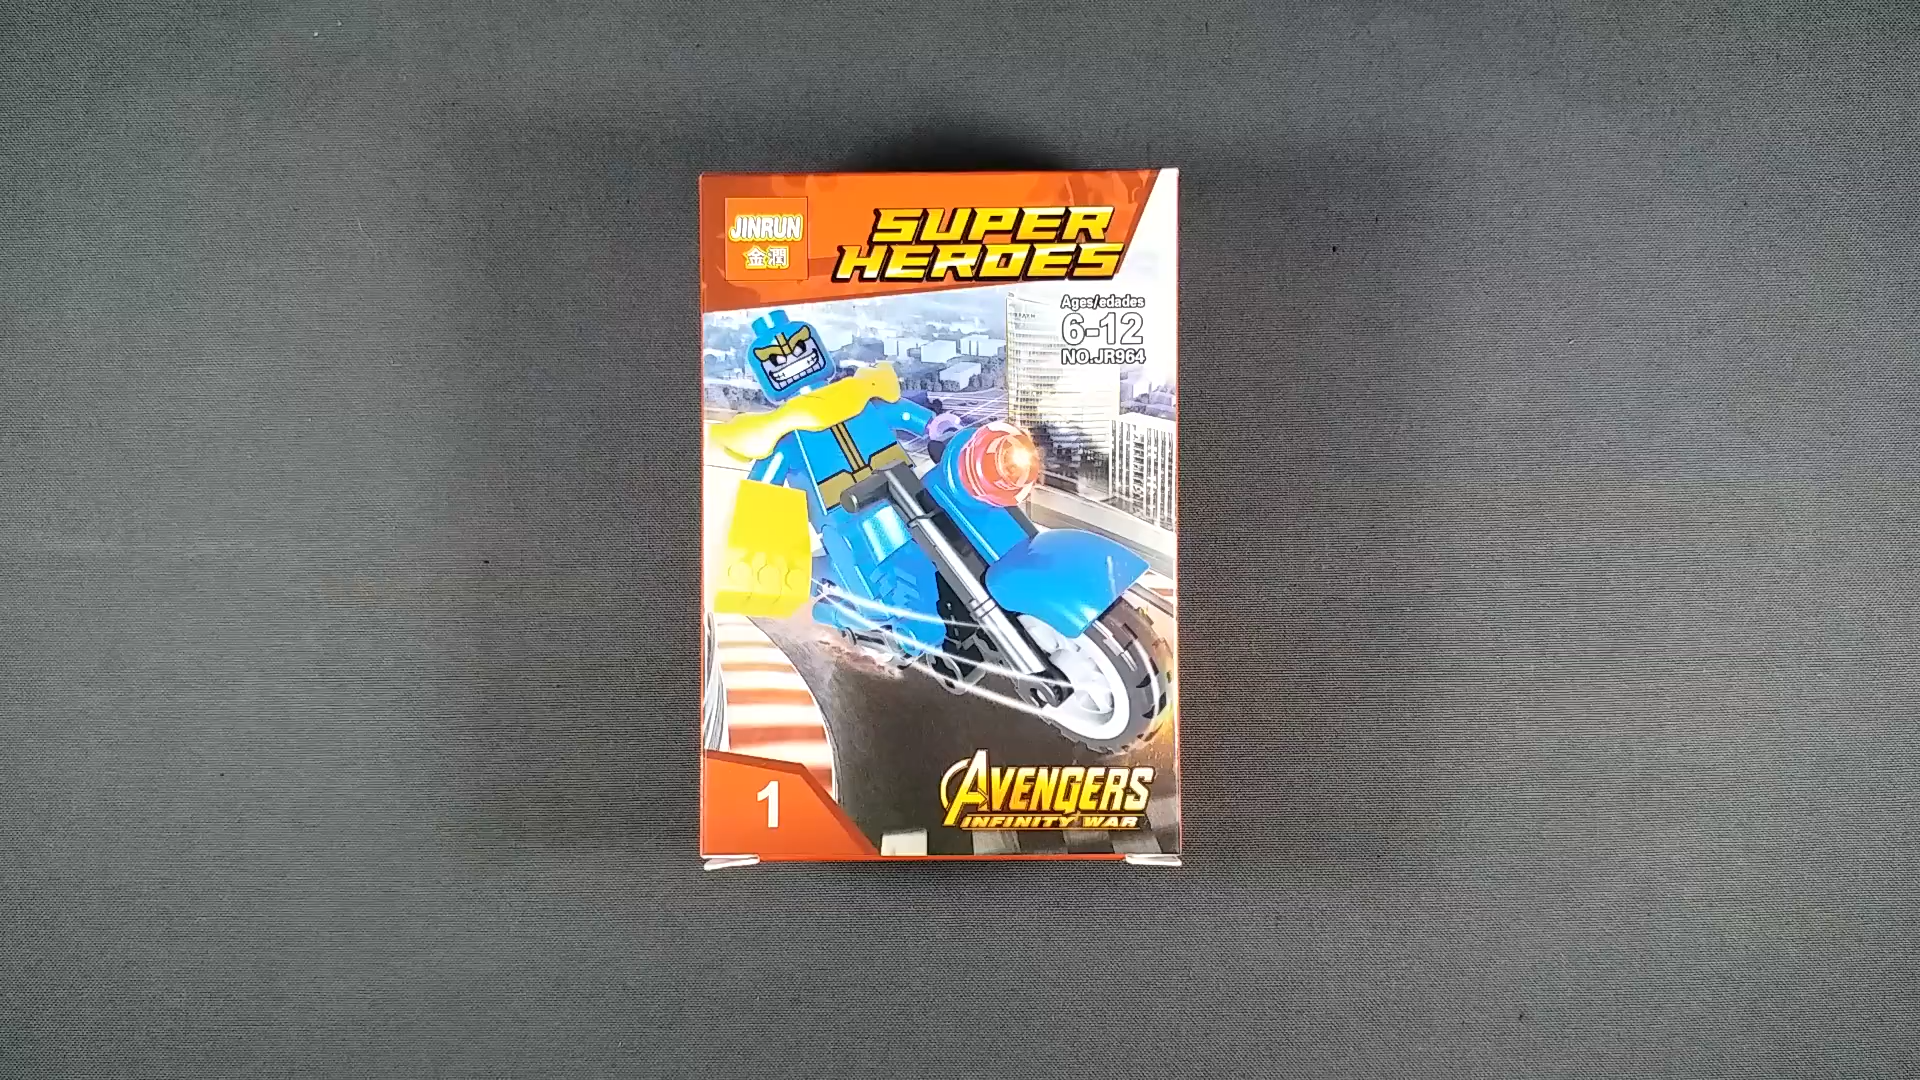 JINRUN
金潤
SUPER
HEROES
Ages/edades
6-12
NO.JR964
1
AVENGERS
INFINITY WAR